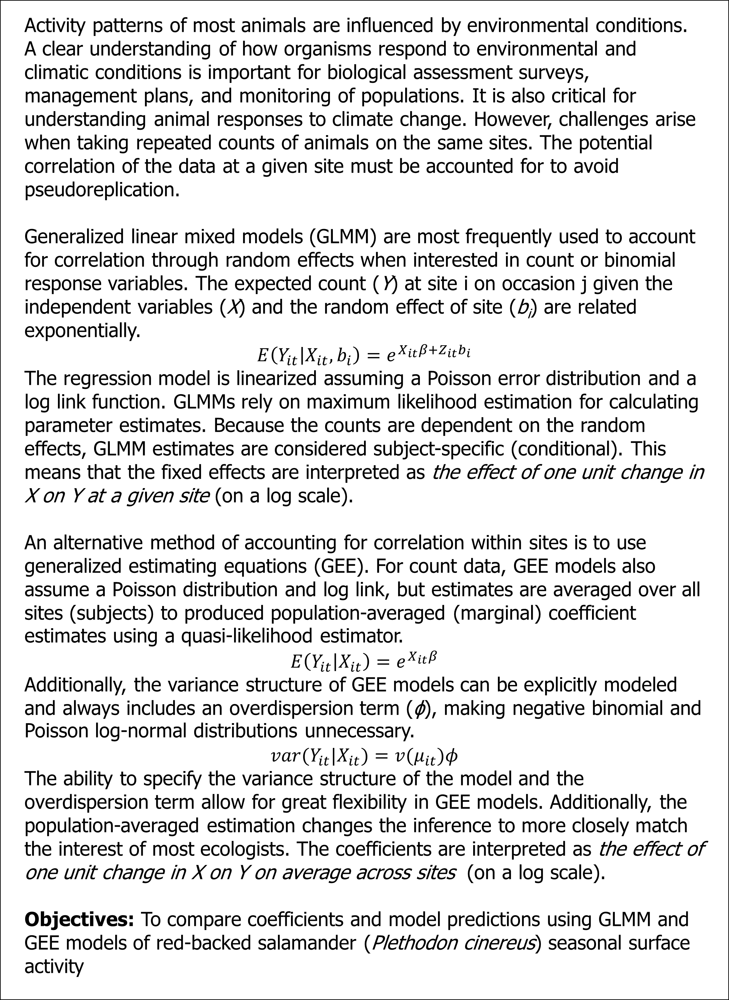 Activity patterns of most animals are influenced by environmental conditions.
A clear understanding of how organisms respond to environmental and
climatic conditions is important for biological assessment surveys,
management plans, and monitoring of populations. It is also critical for
understanding animal responses to climate change. However, challenges arise
when taking repeated counts of animals on the same sites. The potential
correlation of the data at a given site must be accounted for to avoid
pseudoreplication.
Generalized linear mixed models (GLMM) are most frequently used to account
for correlation through random effects when interested in count or binomial
response variables. The expected count (Y) at site i on occasion j given the
independent variables (X) and the random effect of site (b_i) are related
exponentially.
E(Y_{it}|X_{it}, b_i) = e^{X_{it}β+Z_{it}b_i}
The regression model is linearized assuming a Poisson error distribution and a
log link function. GLMMs rely on maximum likelihood estimation for calculating
parameter estimates. Because the counts are dependent on the random
effects, GLMM estimates are considered subject-specific (conditional). This
means that the fixed effects are interpreted as the effect of one unit change in
X on Y at a given site (on a log scale).
An alternative method of accounting for correlation within sites is to use
generalized estimating equations (GEE). For count data, GEE models also
assume a Poisson distribution and log link, but estimates are averaged over all
sites (subjects) to produced population-averaged (marginal) coefficient
estimates using a quasi-likelihood estimator.
E(Y_{it}|X_{it}) = e^{X_{it}β}
Additionally, the variance structure of GEE models can be explicitly modeled
and always includes an overdispersion term (ϕ), making negative binomial and
Poisson log-normal distributions unnecessary.
var(Y_{it}|X_{it}) = v(μ_{it})ϕ
The ability to specify the variance structure of the model and the
overdispersion term allow for great flexibility in GEE models. Additionally, the
population-averaged estimation changes the inference to more closely match
the interest of most ecologists. The coefficients are interpreted as the effect of
one unit change in X on Y on average across sites (on a log scale).
Objectives: To compare coefficients and model predictions using GLMM and
GEE models of red-backed salamander (Plethodon cinereus) seasonal surface
activity